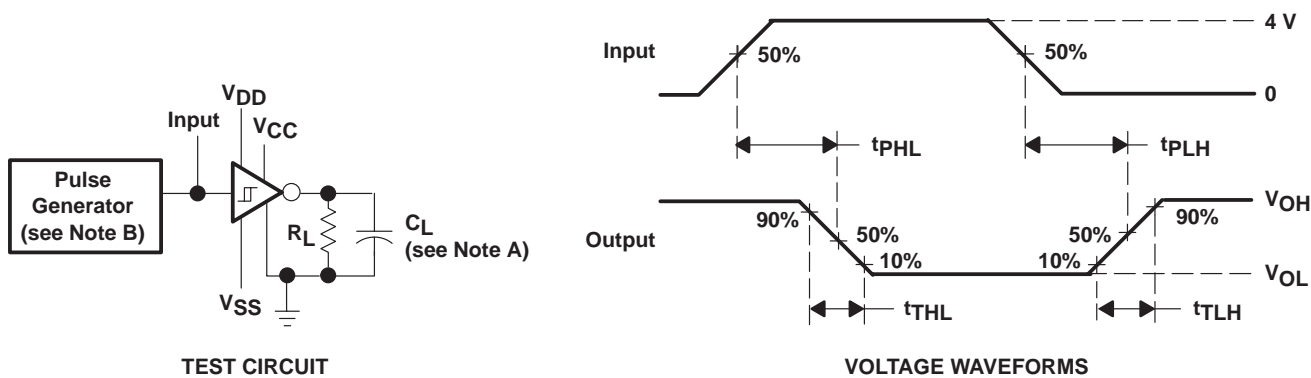 VDD
Input
VCC
Pulse
Generator
(see Note B)
RL
CL
(see Note A)
VSS
TEST CIRCUIT
Input
50%
50%
4 V
0
tPHL
tPLH
Output
90%
50%
10%
10%
50%
90%
VOH
VOL
tTHL
tTLH
VOLTAGE WAVEFORMS